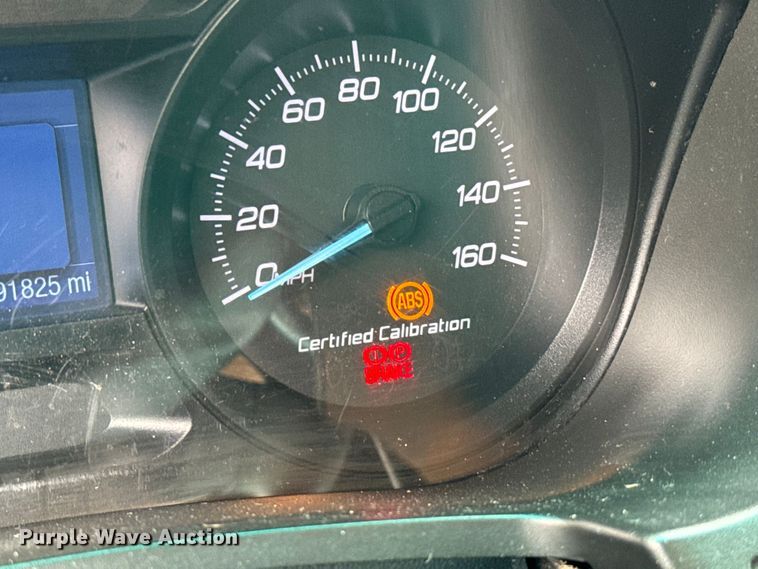 80
100
60
120
40
140
20
160
0 MPH
91825 mi
ABS
Certified Calibration
BRAKE
Purple Wave Auction